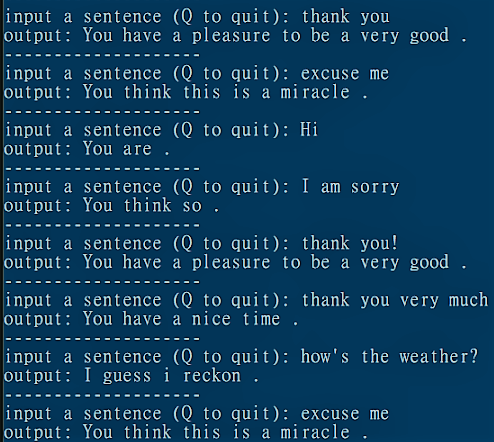 input a sentence (Q to quit): thank you
output: You have a pleasure to be a very good .
--------------------
input a sentence (Q to quit): excuse me
output: You think this is a miracle .
--------------------
input a sentence (Q to quit): Hi
output: You are .
--------------------
input a sentence (Q to quit): I am sorry
output: You think so .
--------------------
input a sentence (Q to quit): thank you!
output: You have a pleasure to be a very good .
--------------------
input a sentence (Q to quit): thank you very much
output: You have a nice time .
--------------------
input a sentence (Q to quit): how's the weather?
output: I guess i reckon .
--------------------
input a sentence (Q to quit): excuse me
output: You think this is a miracle .